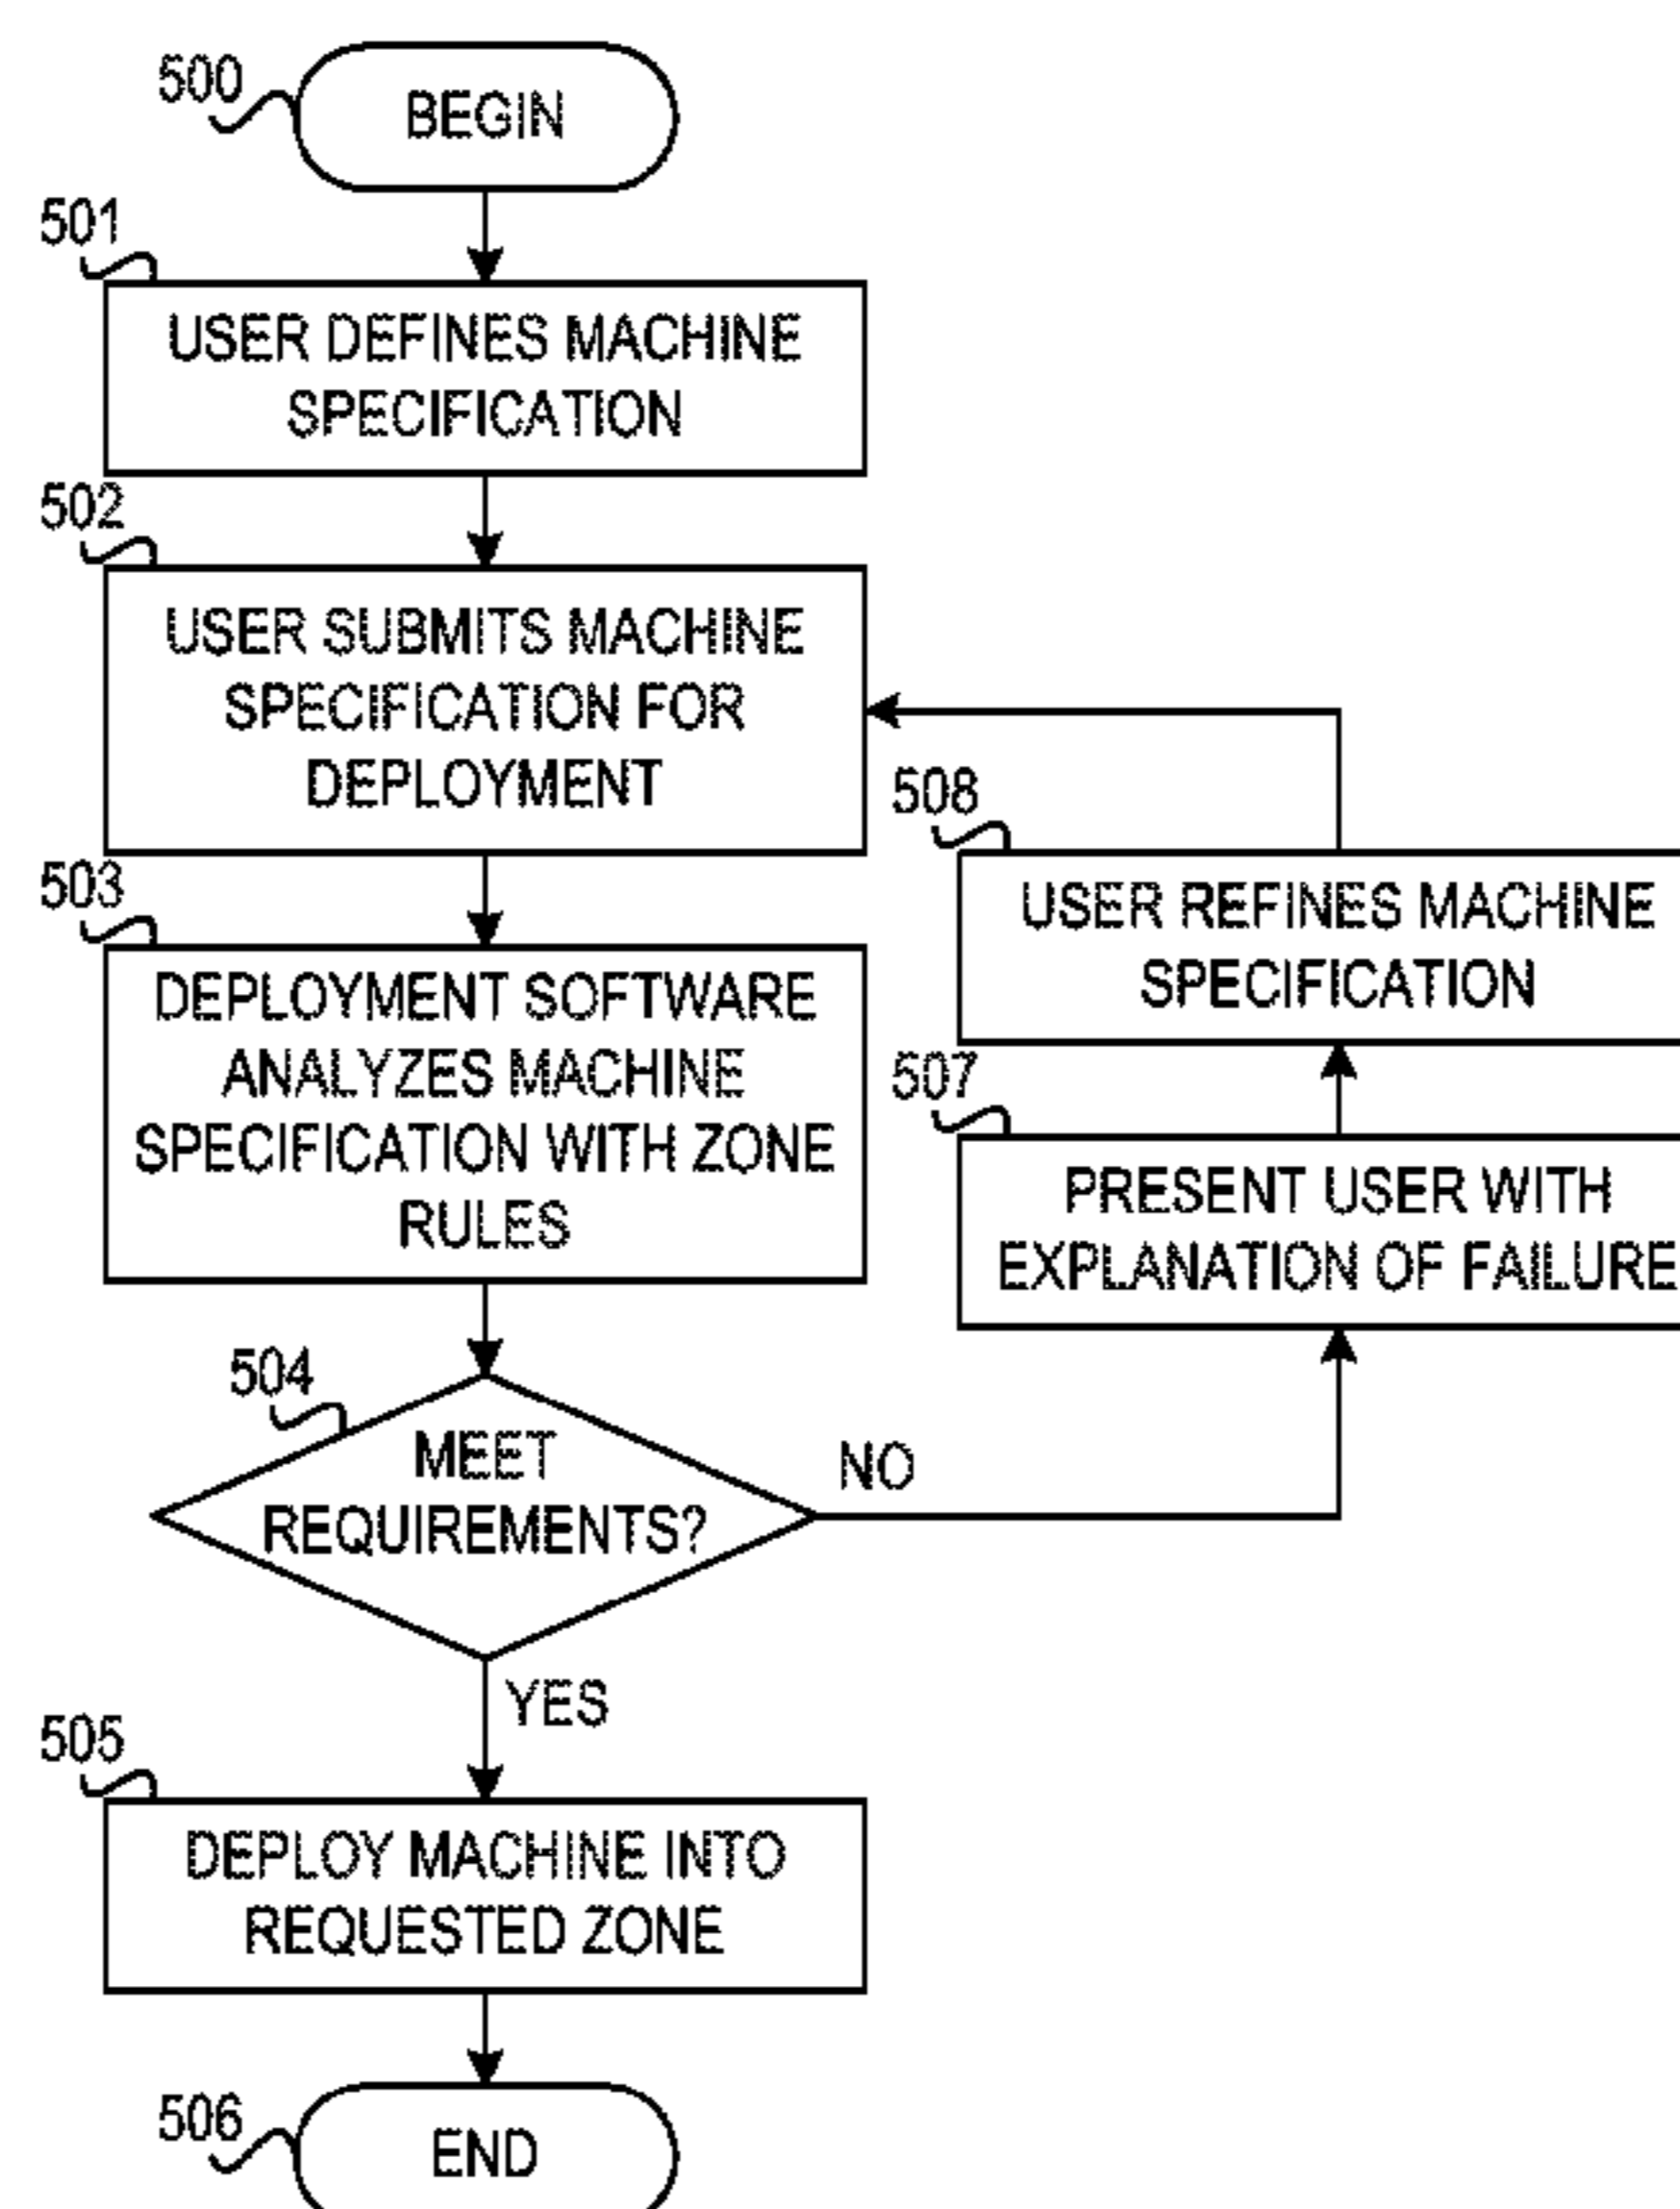 500
BEGIN
501
USER DEFINES MACHINE
SPECIFICATION
502
USER SUBMITS MACHINE
SPECIFICATION FOR
DEPLOYMENT
503
DEPLOYMENT SOFTWARE
ANALYZES MACHINE
SPECIFICATION WITH ZONE
RULES
504
MEET
REQUIREMENTS?
NO
YES
505
DEPLOY MACHINE INTO
REQUESTED ZONE
506
END
508
USER REFINES MACHINE
SPECIFICATION
507
PRESENT USER WITH
EXPLANATION OF FAILURE